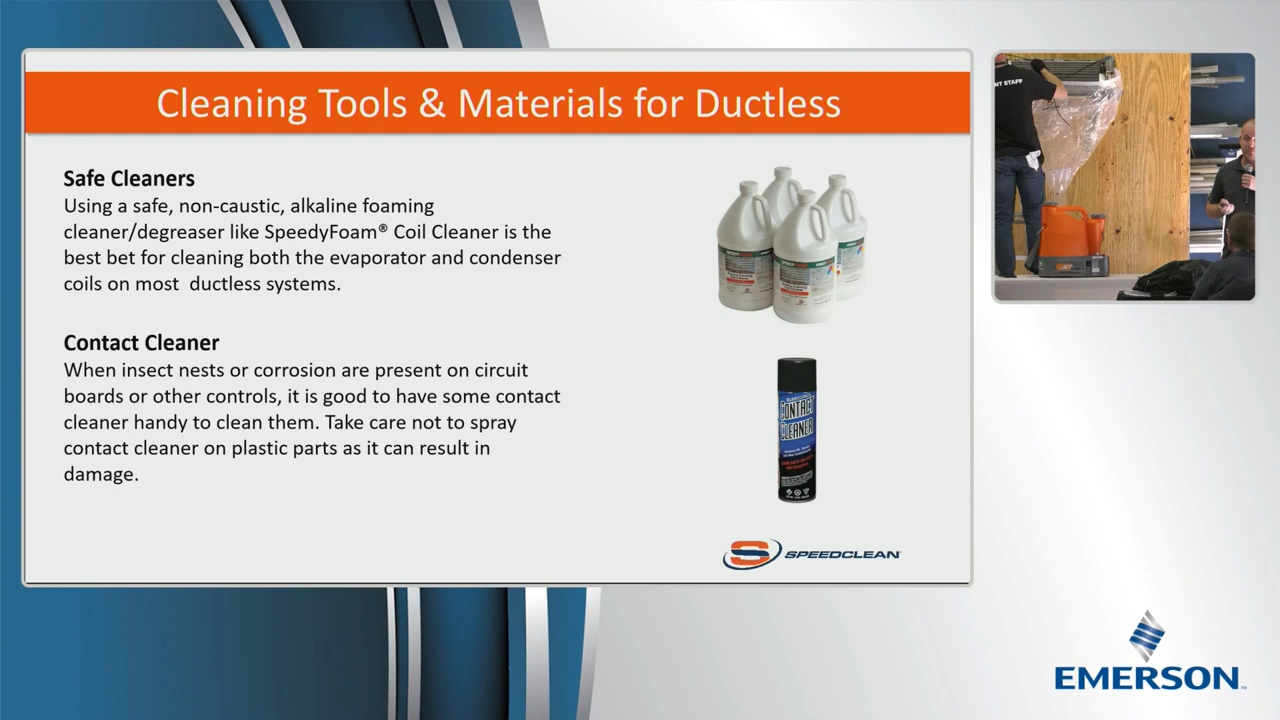 Cleaning Tools & Materials for Ductless
Safe Cleaners
Using a safe, non-caustic, alkaline foaming
cleaner/degreaser like SpeedyFoam® Coil Cleaner is the
best bet for cleaning both the evaporator and condenser
coils on most ductless systems.
Contact Cleaner
When insect nests or corrosion are present on circuit
boards or other controls, it is good to have some contact
cleaner handy to clean them. Take care not to spray
contact cleaner on plastic parts as it can result in
damage.
CONTACT
CLEANER
SPEEDCLEAN
NT STAFF
EMERSON